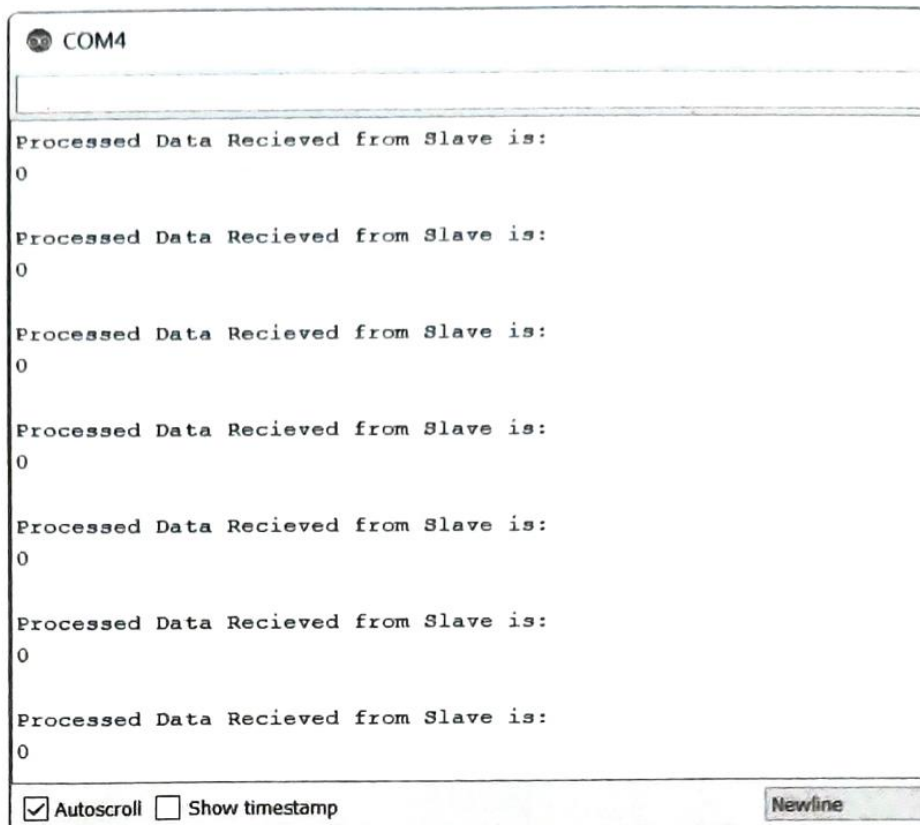 COM4
Processed Data Recieved from Slave is:
0
Processed Data Recieved from Slave is:
0
Processed Data Recieved from Slave is:
0
Processed Data Recieved from Slave is:
0
Processed Data Recieved from Slave is:
0
Processed Data Recieved from Slave is:
0
Processed Data Recieved from Slave is:
0
Autoscroll Show timestamp Newline